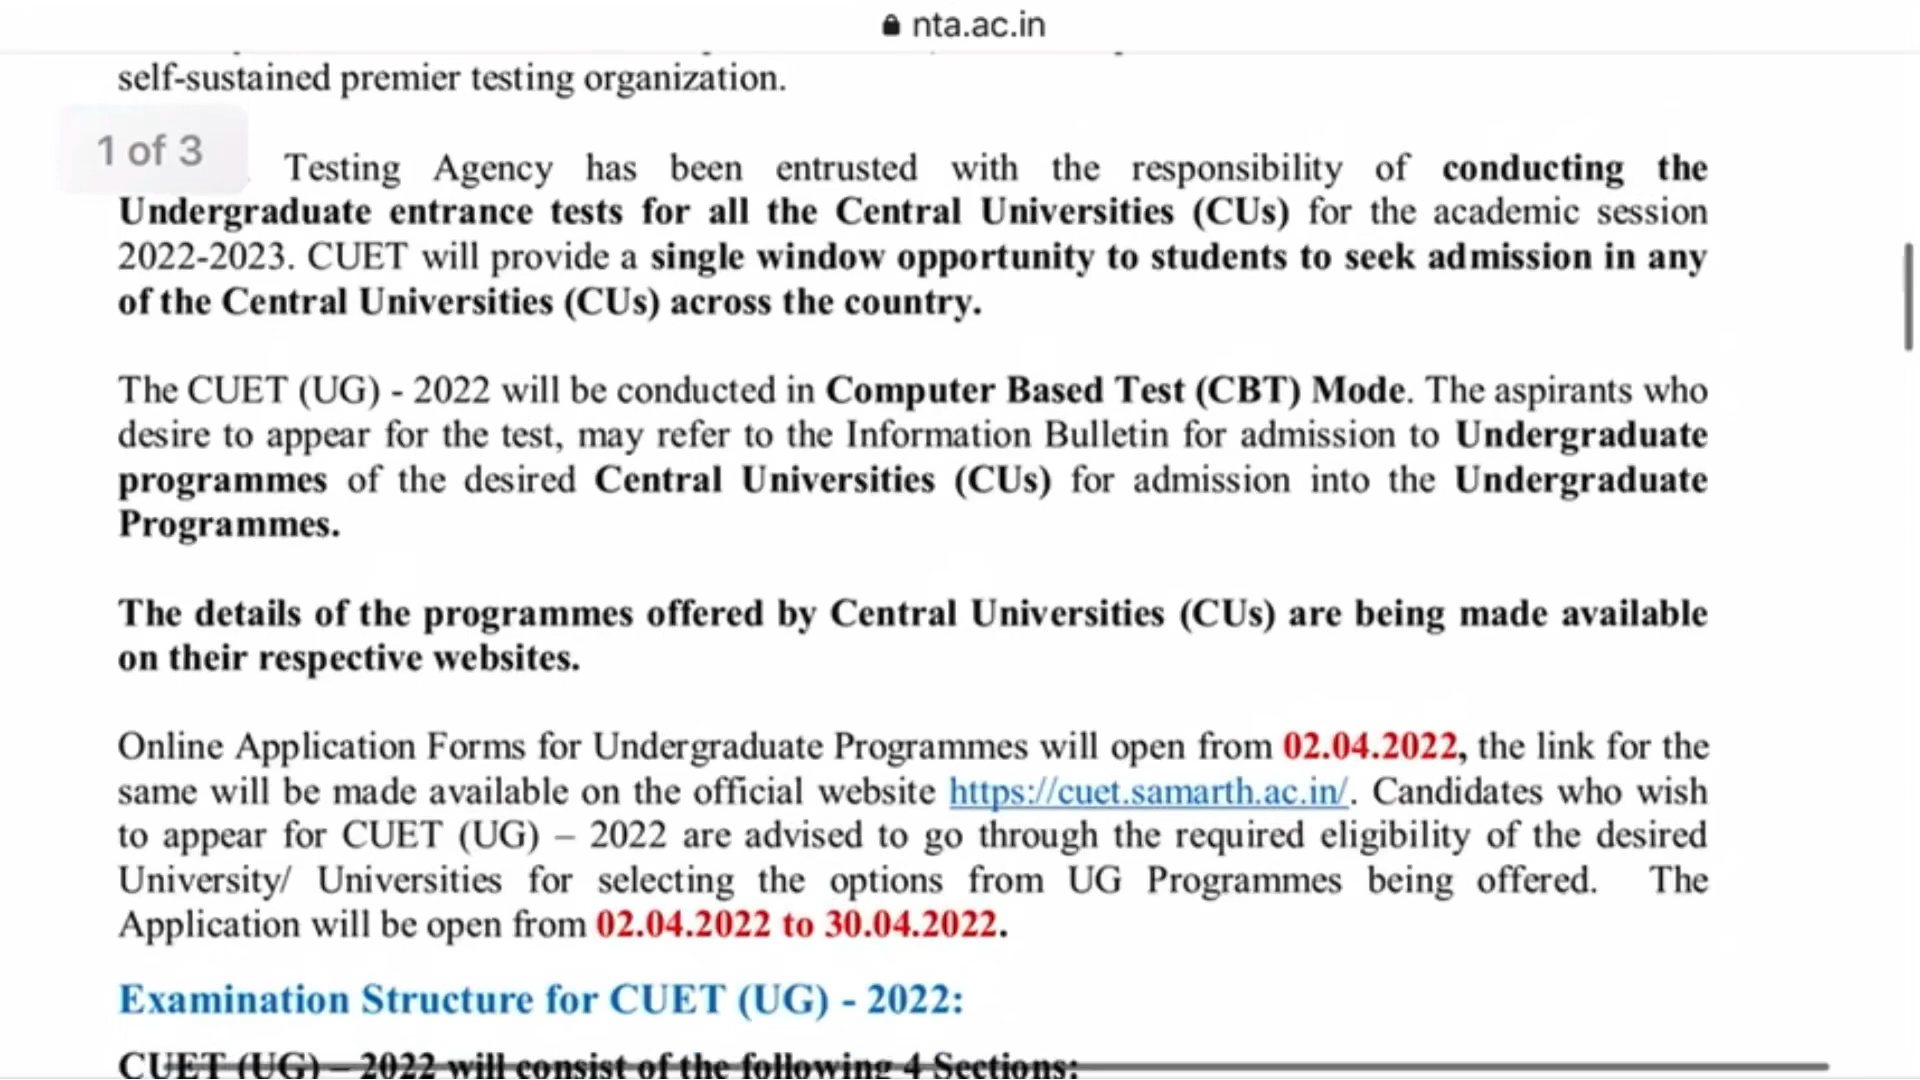 nta.ac.in
self-sustained premier testing organization.
1 of 3
Testing Agency has been entrusted with the responsibility of conducting the
Undergraduate entrance tests for all the Central Universities (CUs) for the academic session
2022-2023. CUET will provide a single window opportunity to students to seek admission in any
of the Central Universities (CUs) across the country.
The CUET (UG) - 2022 will be conducted in Computer Based Test (CBT) Mode. The aspirants who
desire to appear for the test, may refer to the Information Bulletin for admission to Undergraduate
programmes of the desired Central Universities (CUs) for admission into the Undergraduate
Programmes.
The details of the programmes offered by Central Universities (CUs) are being made available
on their respective websites.
Online Application Forms for Undergraduate Programmes will open from 02.04.2022, the link for the
same will be made available on the official website https://cuet.samarth.ac.in/. Candidates who wish
to appear for CUET (UG) – 2022 are advised to go through the required eligibility of the desired
University/ Universities for selecting the options from UG Programmes being offered. The
Application will be open from 02.04.2022 to 30.04.2022.
Examination Structure for CUET (UG) - 2022:
CUET (UG) – 2022 will consist of the following 4 Sections: